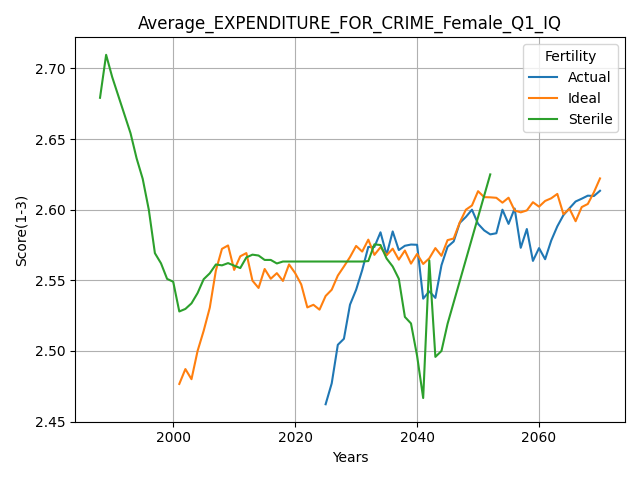 Average_EXPENDITURE_FOR_CRIME_Female_Q1_IQ
Fertility
Actual
Ideal
Sterile
2.70
2.65
2.60
2.55
2.50
2.45
Score(1-3)
2000
2020
2040
2060
Years